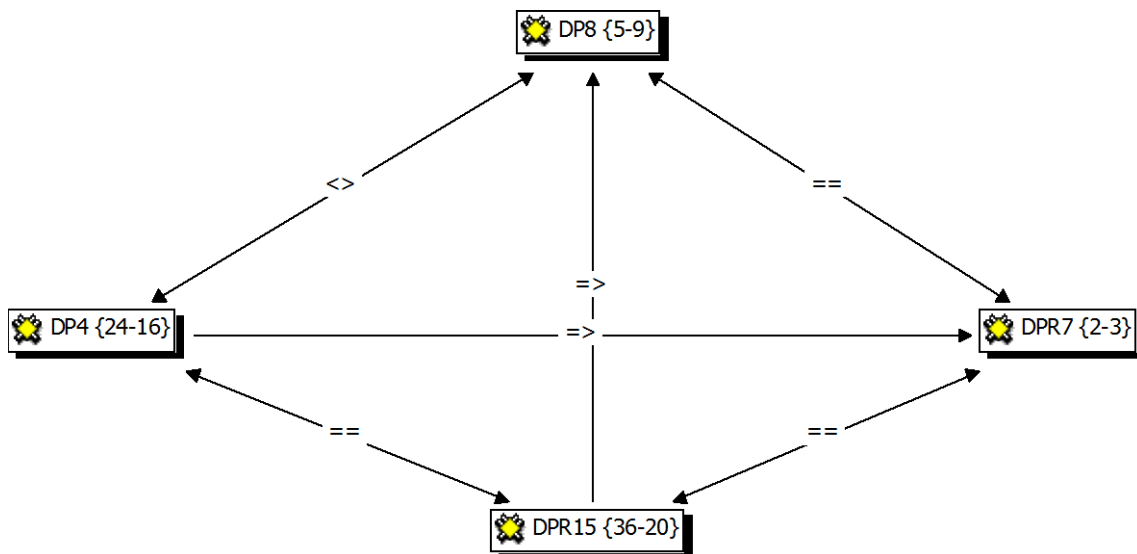 DP8 {5-9}
<>
==
=>
DP4 {24-16}
=>
DPR7 {2-3}
==
==
DPR15 {36-20}